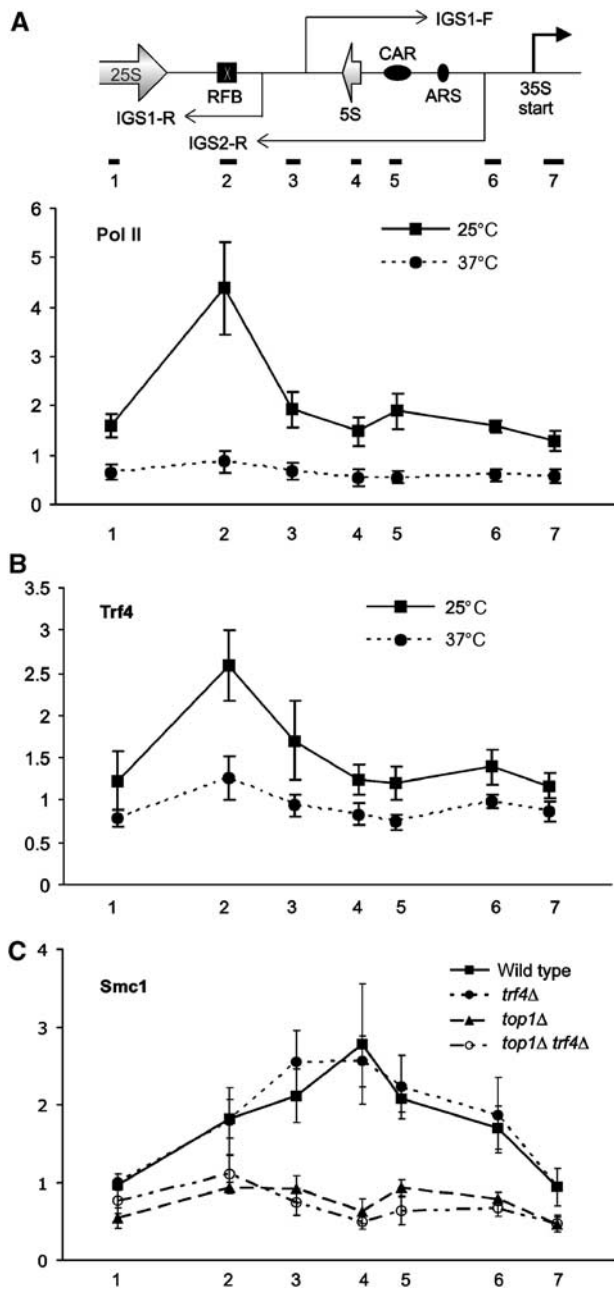 A
IGS1-F
25S
CAR
RFB
IGS1-R
5S
ARS
35S
start
IGS2-R
1 2 3 4 5 6 7
6
5
4
3
2
1
0
Pol II
25°C
37°C
1 2 3 4 5 6 7
B
3.5
3
2.5
2
1.5
1
0.5
0
Trf4
25°C
37°C
1 2 3 4 5 6 7
C
4
3
2
1
0
Smc1
Wild type
trf4Δ
top1Δ
top1Δ trf4Δ
1 2 3 4 5 6 7